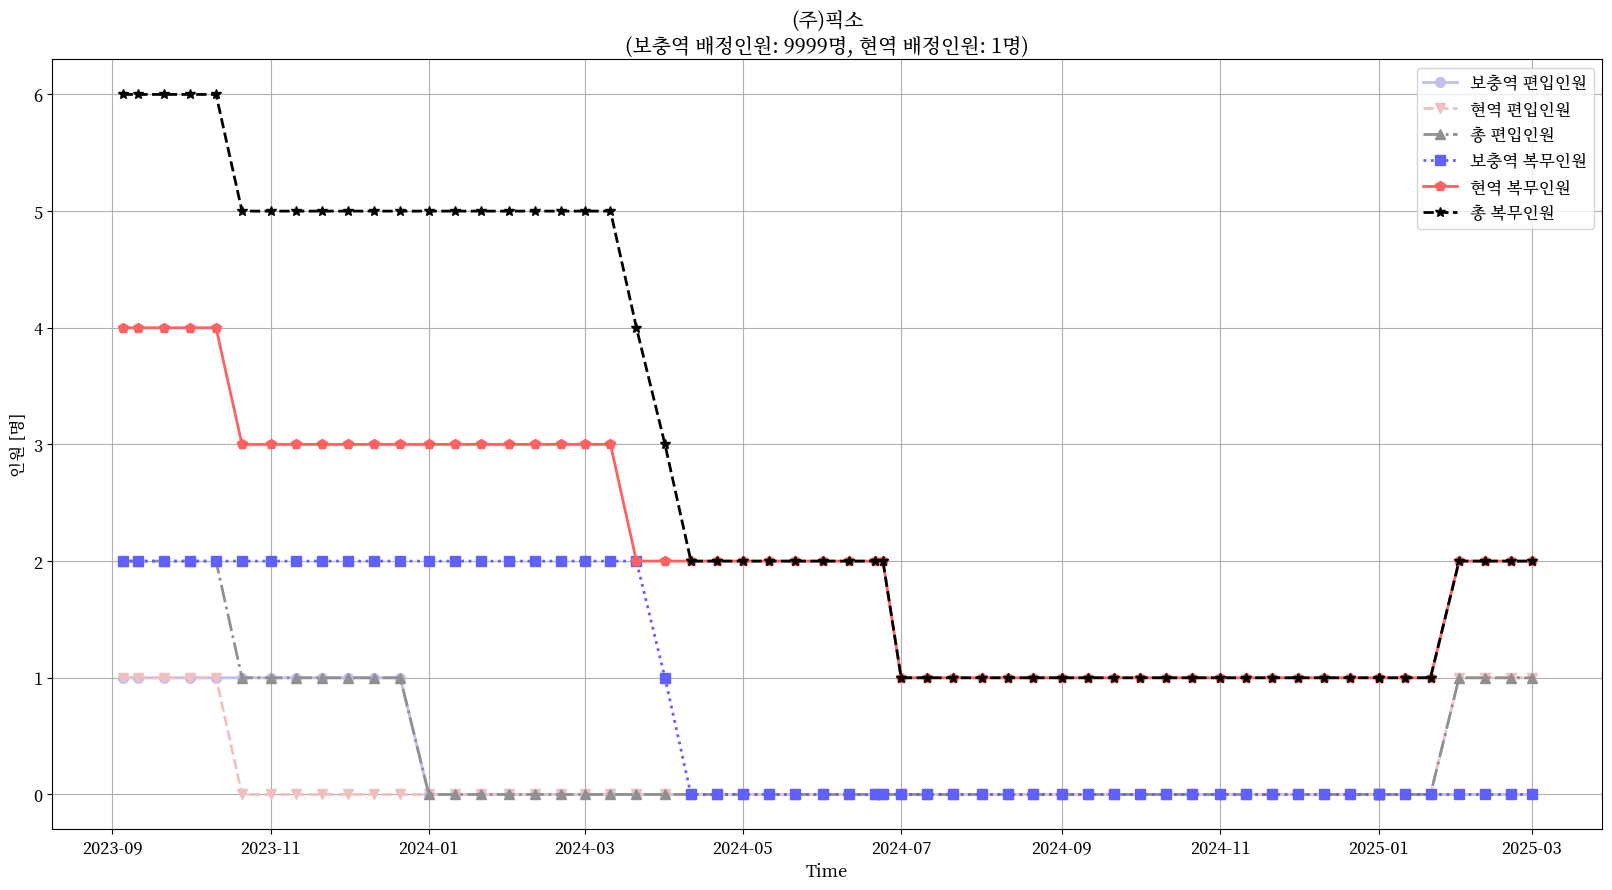 (주)픽소
(보충역 배정인원: 9999명, 현역 배정인원: 1명)
보충역 편입인원
현역 편입인원
총 편입인원
보충역 복무인원
현역 복무인원
총 복무인원
인원 [명]
6
5
4
3
2
1
0
2023-09
2023-11
2024-01
2024-03
2024-05
2024-07
2024-09
2024-11
2025-01
2025-03
Time